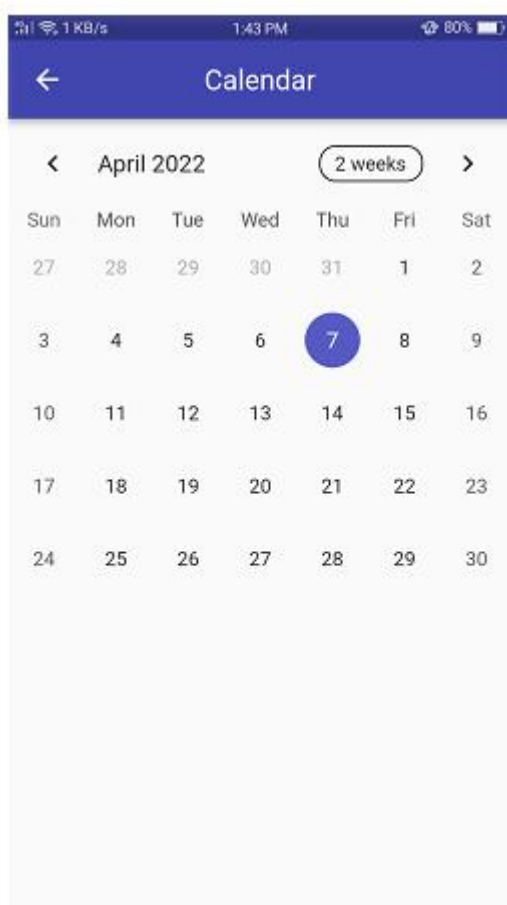 1 KB/s 1:43 PM 80%
Calendar
April 2022 2 weeks
Sun Mon Tue Wed Thu Fri Sat
27 28 29 30 31 1 2
3 4 5 6 7 8 9
10 11 12 13 14 15 16
17 18 19 20 21 22 23
24 25 26 27 28 29 30